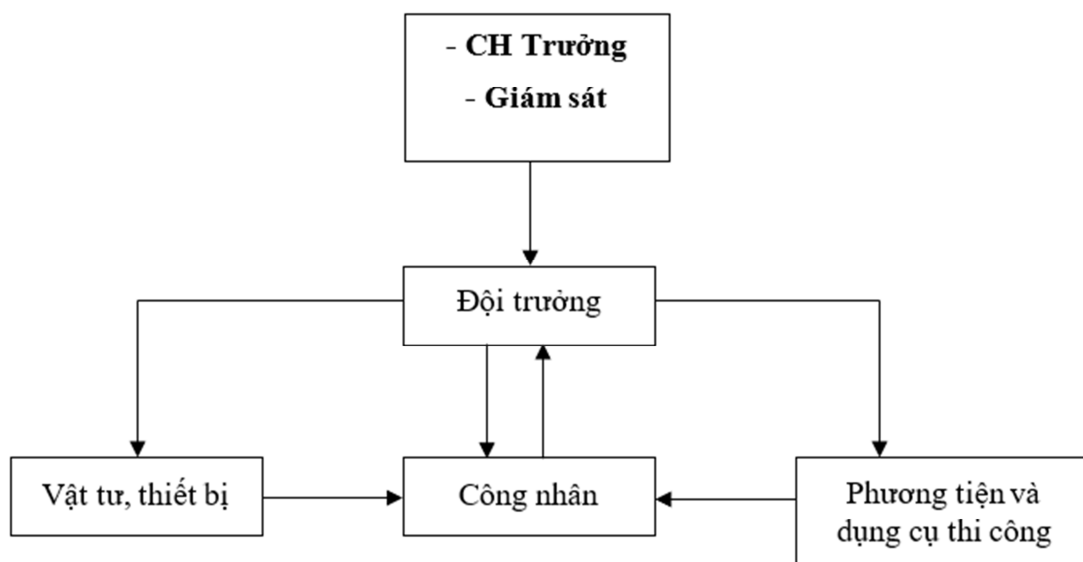 - CH Trưởng
- Giám sát
Đội trưởng
Vật tư, thiết bị
Công nhân
Phương tiện và
dụng cụ thi công